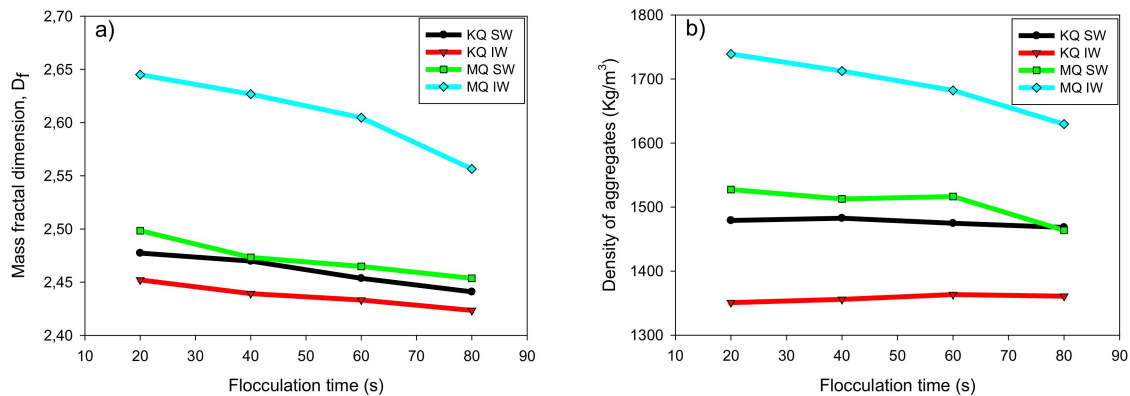 a)
Mass fractal dimension, Df
2,70
2,65
2,60
2,55
2,50
2,45
2,40
10 20 30 40 50 60 70 80 90
Flocculation time (s)
KQ SW
KQ IW
MQ SW
MQ IW
b)
Density of aggregates (Kg/m³)
1800
1700
1600
1500
1400
1300
10 20 30 40 50 60 70 80 90
Flocculation time (s)
KQ SW
KQ IW
MQ SW
MQ IW